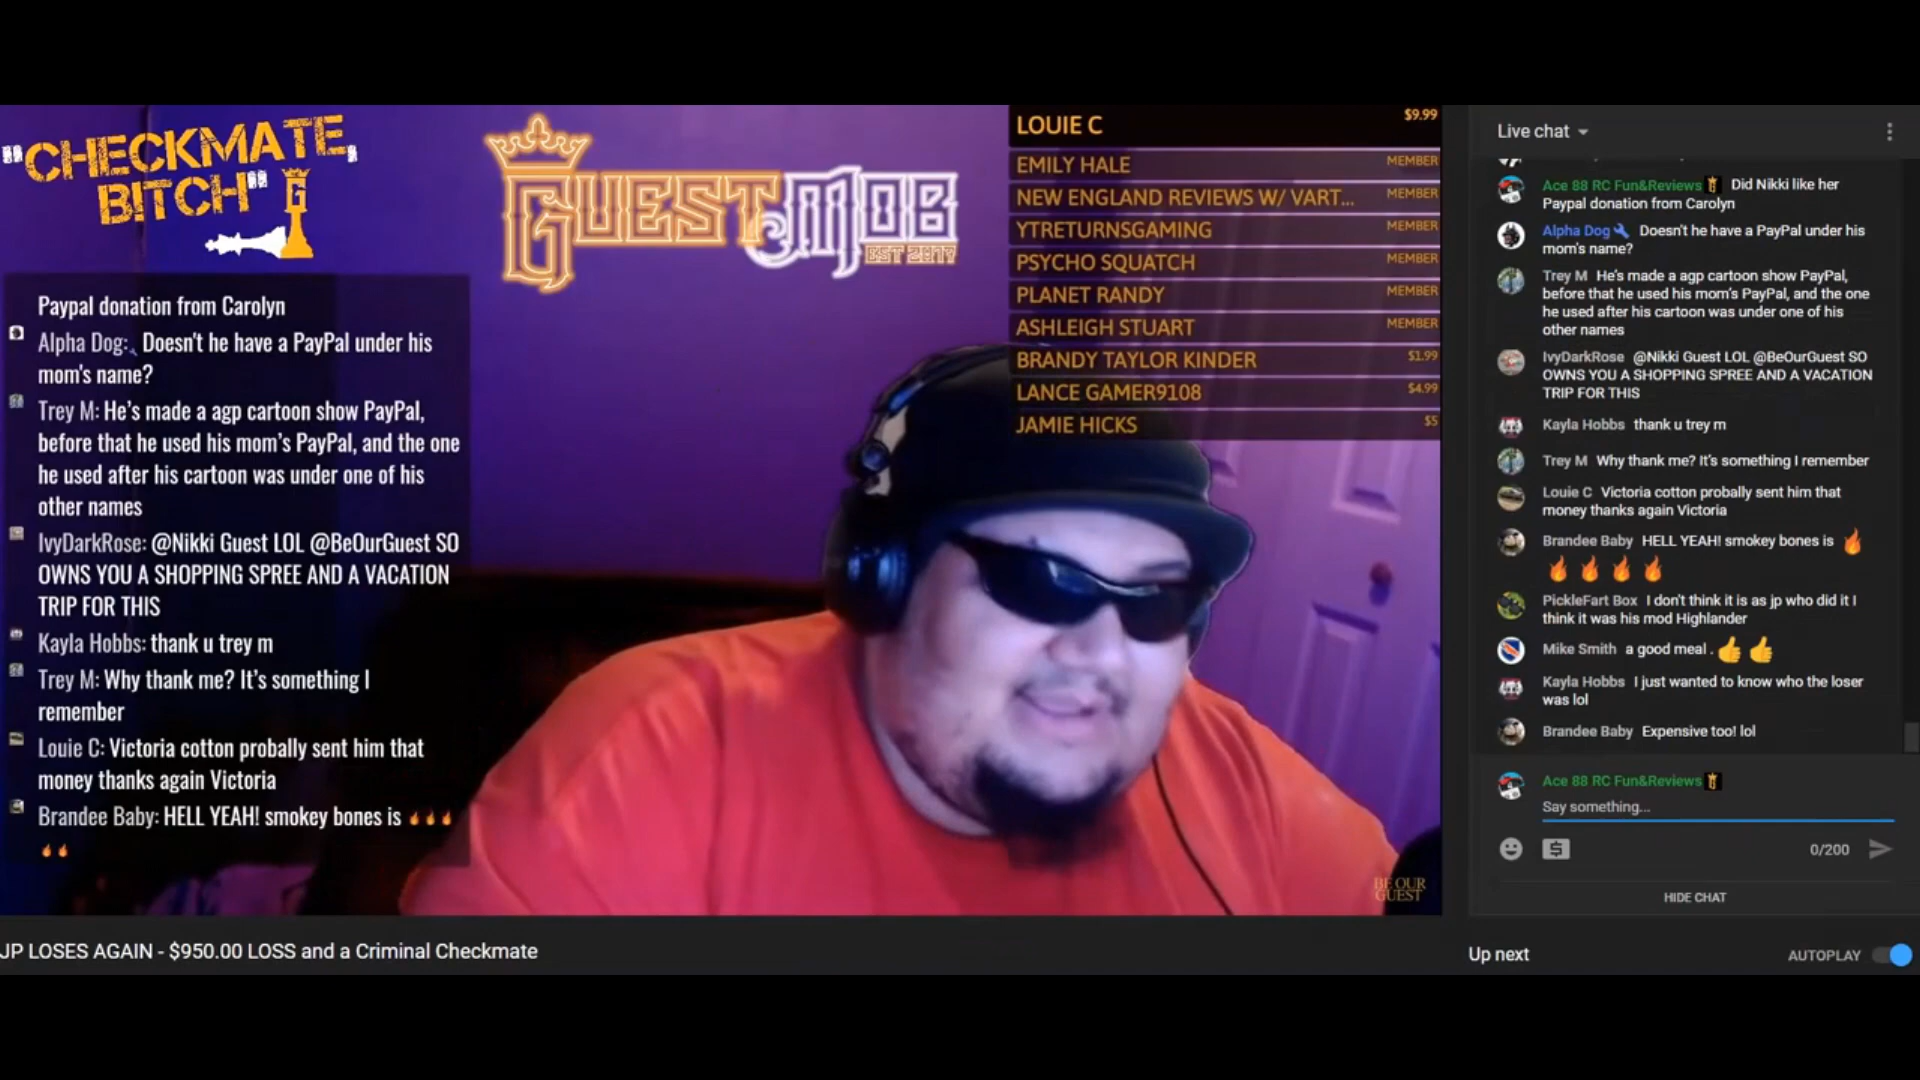 "CHECKMATE,
BITCH"
G
GUESTMOB
EST 2017
LOUIE C $9.99
EMILY HALE MEMBER
NEW ENGLAND REVIEWS W/ VART... MEMBER
YTRETURNSGAMING MEMBER
PSYCHO SQUATCH MEMBER
PLANET RANDY MEMBER
ASHLEIGH STUART MEMBER
BRANDY TAYLOR KINDER $1.99
LANCE GAMER9108 $4.99
JAMIE HICKS $5
Paypal donation from Carolyn
Alpha Dog: Doesn't he have a PayPal under his
mom's name?
Trey M: He's made a agp cartoon show PayPal,
before that he used his mom's PayPal, and the one
he used after his cartoon was under one of his
other names
IvyDarkRose: @Nikki Guest LOL @BeOurGuest SO
OWNS YOU A SHOPPING SPREE AND A VACATION
TRIP FOR THIS
Kayla Hobbs: thank u trey m
Trey M: Why thank me? It's something I
remember
Louie C: Victoria cotton probally sent him that
money thanks again Victoria
Brandee Baby: HELL YEAH! smokey bones is 🔥🔥🔥
🔥🔥
BE OUR
GUEST
JP LOSES AGAIN - $950.00 LOSS and a Criminal Checkmate
Live chat
Ace 88 RC Fun&Reviews Did Nikki like her
Paypal donation from Carolyn
Alpha Dog Doesn't he have a PayPal under his
mom's name?
Trey M He's made a agp cartoon show PayPal,
before that he used his mom's PayPal, and the one
he used after his cartoon was under one of his
other names
IvyDarkRose @Nikki Guest LOL @BeOurGuest SO
OWNS YOU A SHOPPING SPREE AND A VACATION
TRIP FOR THIS
Kayla Hobbs thank u trey m
Trey M Why thank me? It's something I remember
Louie C Victoria cotton probally sent him that
money thanks again Victoria
Brandee Baby HELL YEAH! smokey bones is 🔥
🔥🔥🔥🔥
PickleFart Box I don't think it is as jp who did it I
think it was his mod Highlander
Mike Smith a good meal . 👍👍
Kayla Hobbs I just wanted to know who the loser
was lol
Brandee Baby Expensive too! lol
Ace 88 RC Fun&Reviews
Say something...
0/200
HIDE CHAT
Up next AUTOPLAY